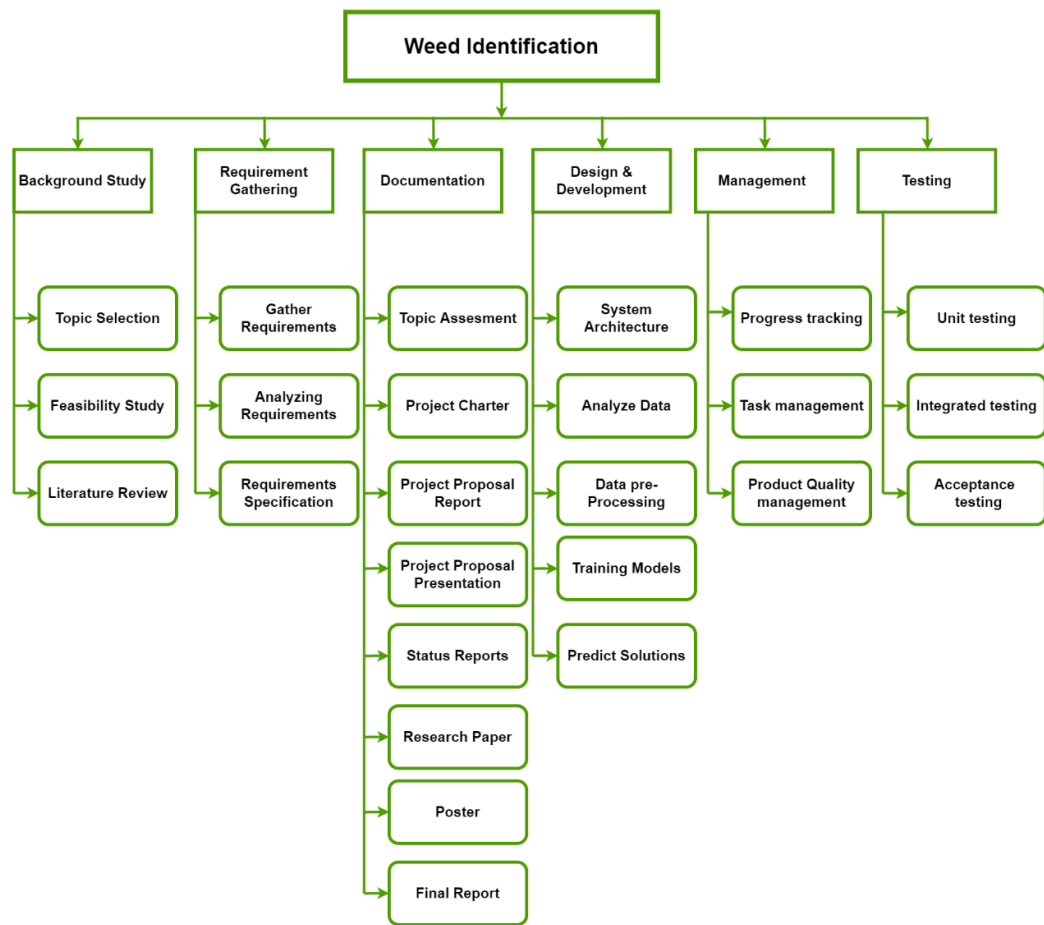 Weed Identification
Background Study
Requirement
Gathering
Documentation
Design &
Development
Management
Testing
Topic Selection
Feasibility Study
Literature Review
Gather
Requirements
Analyzing
Requirements
Requirements
Specification
Topic Assesment
Project Charter
Project Proposal
Report
Project Proposal
Presentation
Status Reports
Research Paper
Poster
Final Report
System
Architecture
Analyze Data
Data pre-
Processing
Training Models
Predict Solutions
Progress tracking
Task management
Product Quality
management
Unit testing
Integrated testing
Acceptance
testing